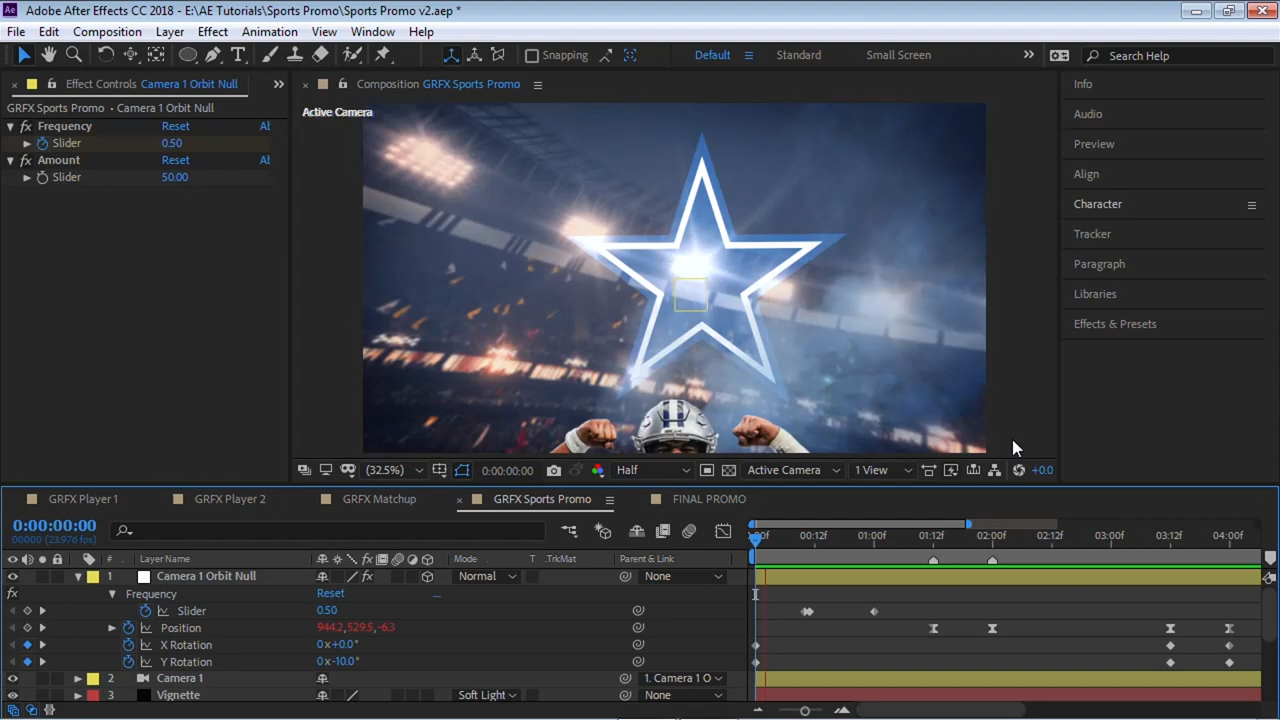 Adobe After Effects CC 2018 - E:\AE Tutorials\Sports Promo\Sports Promo v2.aep *
File Edit Composition Layer Effect Animation View Window Help
Snapping Default Standard Small Screen Search Help
Effect Controls Camera 1 Orbit Null
GRFX Sports Promo • Camera 1 Orbit Null
fx Frequency Reset Ab
Slider 0.50
fx Amount Reset Ab
Slider 50.00
Composition GRFX Sports Promo
Active Camera
(32.5%) 0:00:00:00 Half Active Camera 1 View +0.0
Info
Audio
Preview
Align
Character
Tracker
Paragraph
Libraries
Effects & Presets
GRFX Player 1 GRFX Player 2 GRFX Matchup GRFX Sports Promo FINAL PROMO
0:00:00:00
00000 (23.976 fps)
# Layer Name Mode T .TrkMat Parent & Link
:00f 00:12f 01:00f 01:12f 02:00f 02:12f 03:00f 03:12f 04:00f
1 Camera 1 Orbit Null Normal None
Frequency Reset
Slider 0.50
Position 944.2,529.5,-6.3
X Rotation 0x+0.0°
Y Rotation 0x-10.0°
2 Camera 1 1. Camera 1 O
3 Vignette Soft Light None